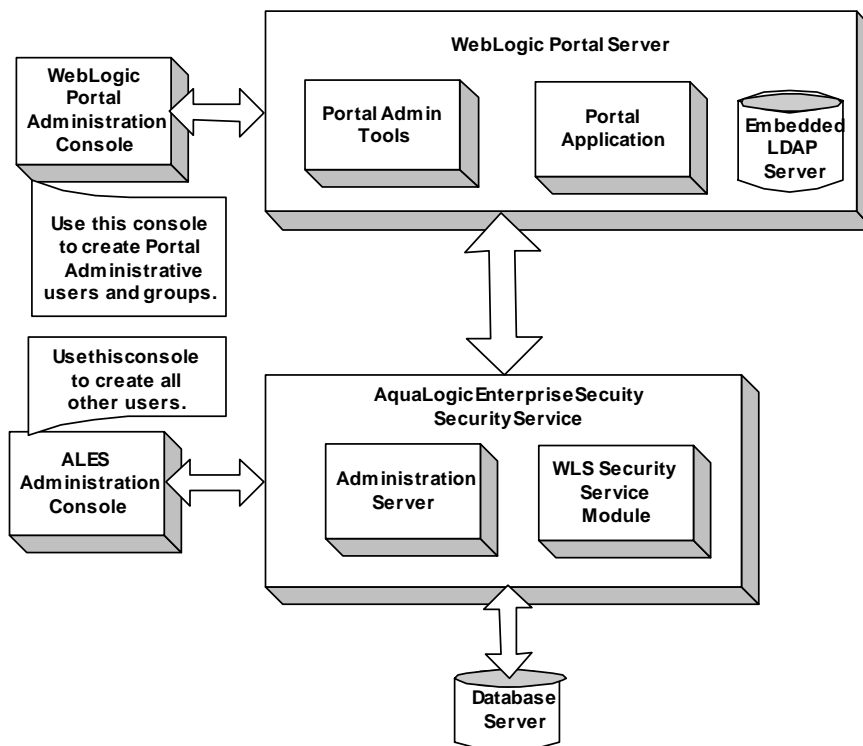 WebLogic Portal Server
WebLogic
Portal
Administration
Console
Portal Admin
Tools
Portal
Application
Embedded
LDAP
Server
Use this console
to create Portal
Administrative
users and groups.
Usethisconsole
to create all
other users.
AquaLogicEnterpriseSecuity
SecurityService
ALES
Administration
Console
Administration
Server
WLS Security
Service
Module
Database
Server